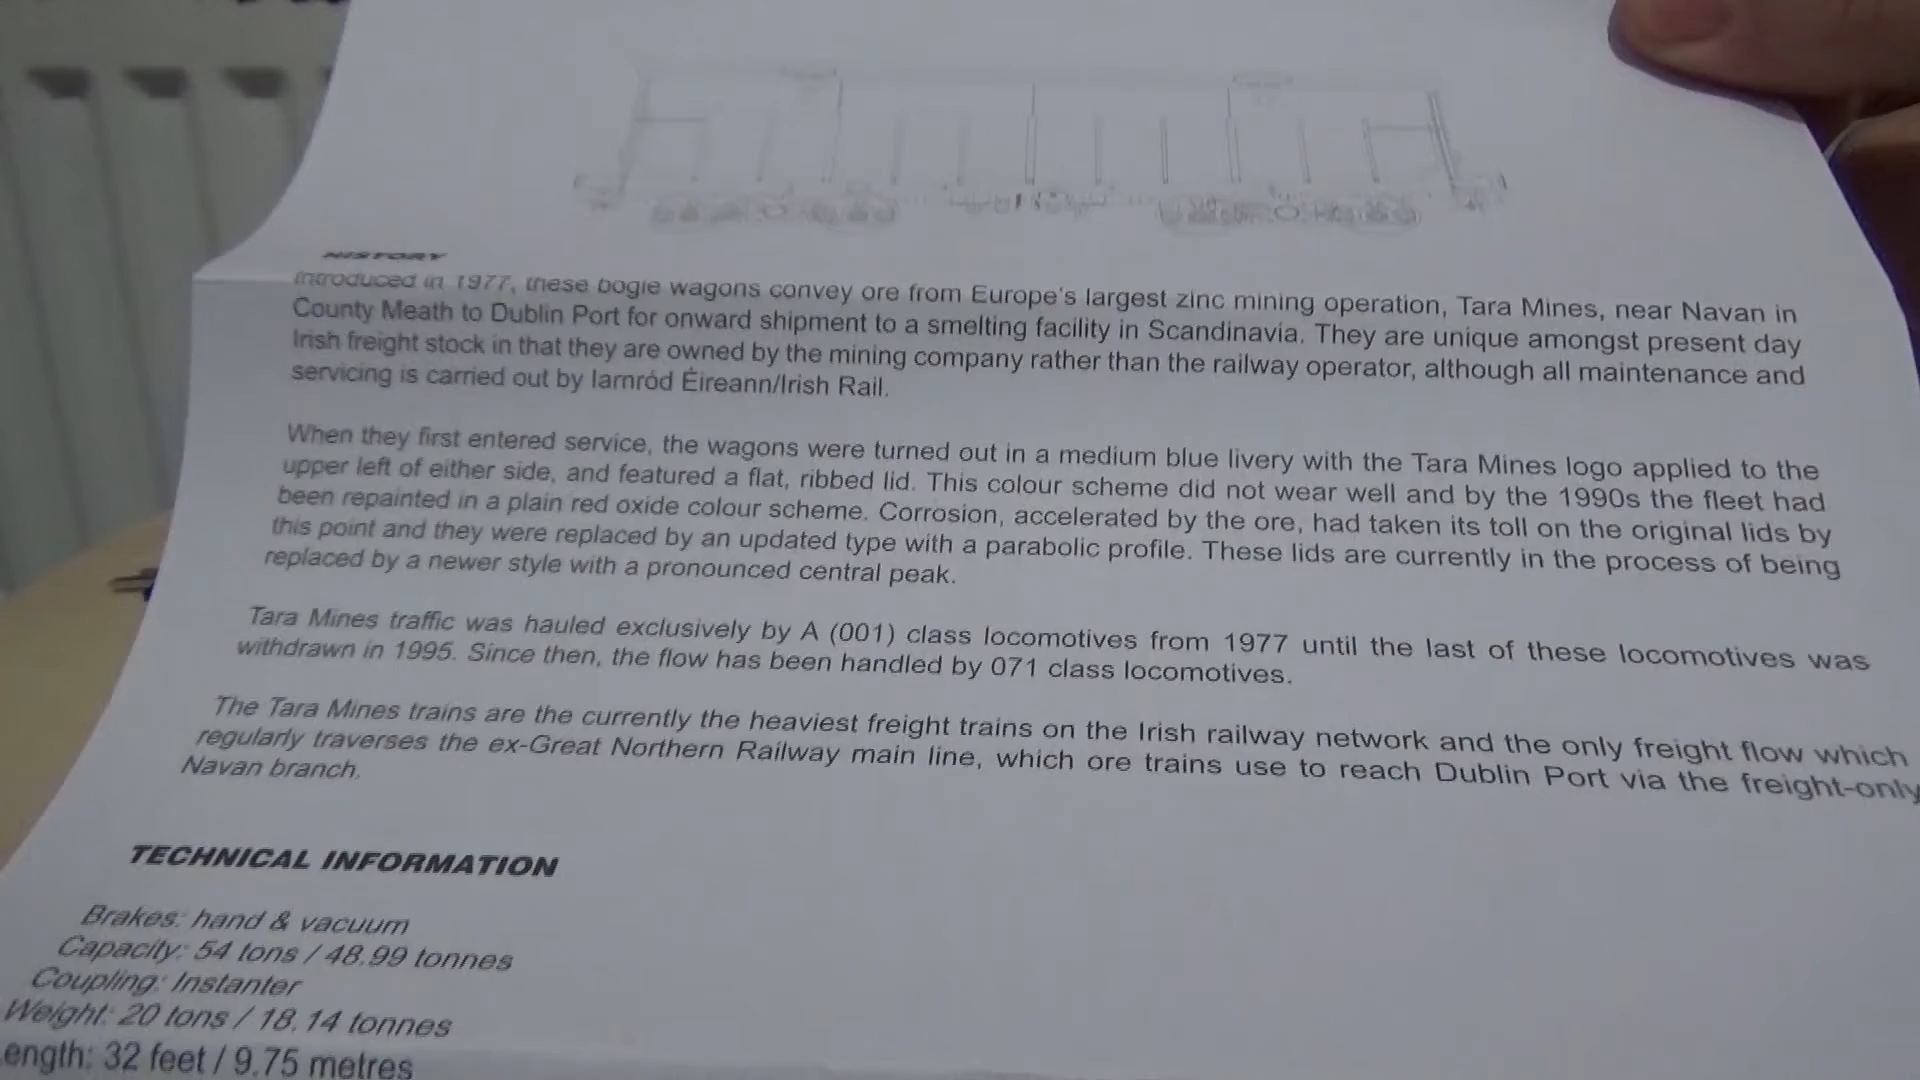 HISTORY
Introduced in 1977, these bogie wagons convey ore from Europe's largest zinc mining operation, Tara Mines, near Navan in
County Meath to Dublin Port for onward shipment to a smelting facility in Scandinavia. They are unique amongst present day
Irish freight stock in that they are owned by the mining company rather than the railway operator, although all maintenance and
servicing is carried out by Iarnród Éireann/Irish Rail.
When they first entered service, the wagons were turned out in a medium blue livery with the Tara Mines logo applied to the
upper left of either side, and featured a flat, ribbed lid. This colour scheme did not wear well and by the 1990s the fleet had
been repainted in a plain red oxide colour scheme. Corrosion, accelerated by the ore, had taken its toll on the original lids by
this point and they were replaced by an updated type with a parabolic profile. These lids are currently in the process of being
replaced by a newer style with a pronounced central peak.
Tara Mines traffic was hauled exclusively by A (001) class locomotives from 1977 until the last of these locomotives was
withdrawn in 1995. Since then, the flow has been handled by 071 class locomotives.
The Tara Mines trains are the currently the heaviest freight trains on the Irish railway network and the only freight flow which
regularly traverses the ex-Great Northern Railway main line, which ore trains use to reach Dublin Port via the freight-only
Navan branch.
TECHNICAL INFORMATION
Brakes: hand & vacuum
Capacity: 54 tons / 48.99 tonnes
Coupling: Instanter
Weight: 20 tons / 18.14 tonnes
ength: 32 feet / 9.75 metres